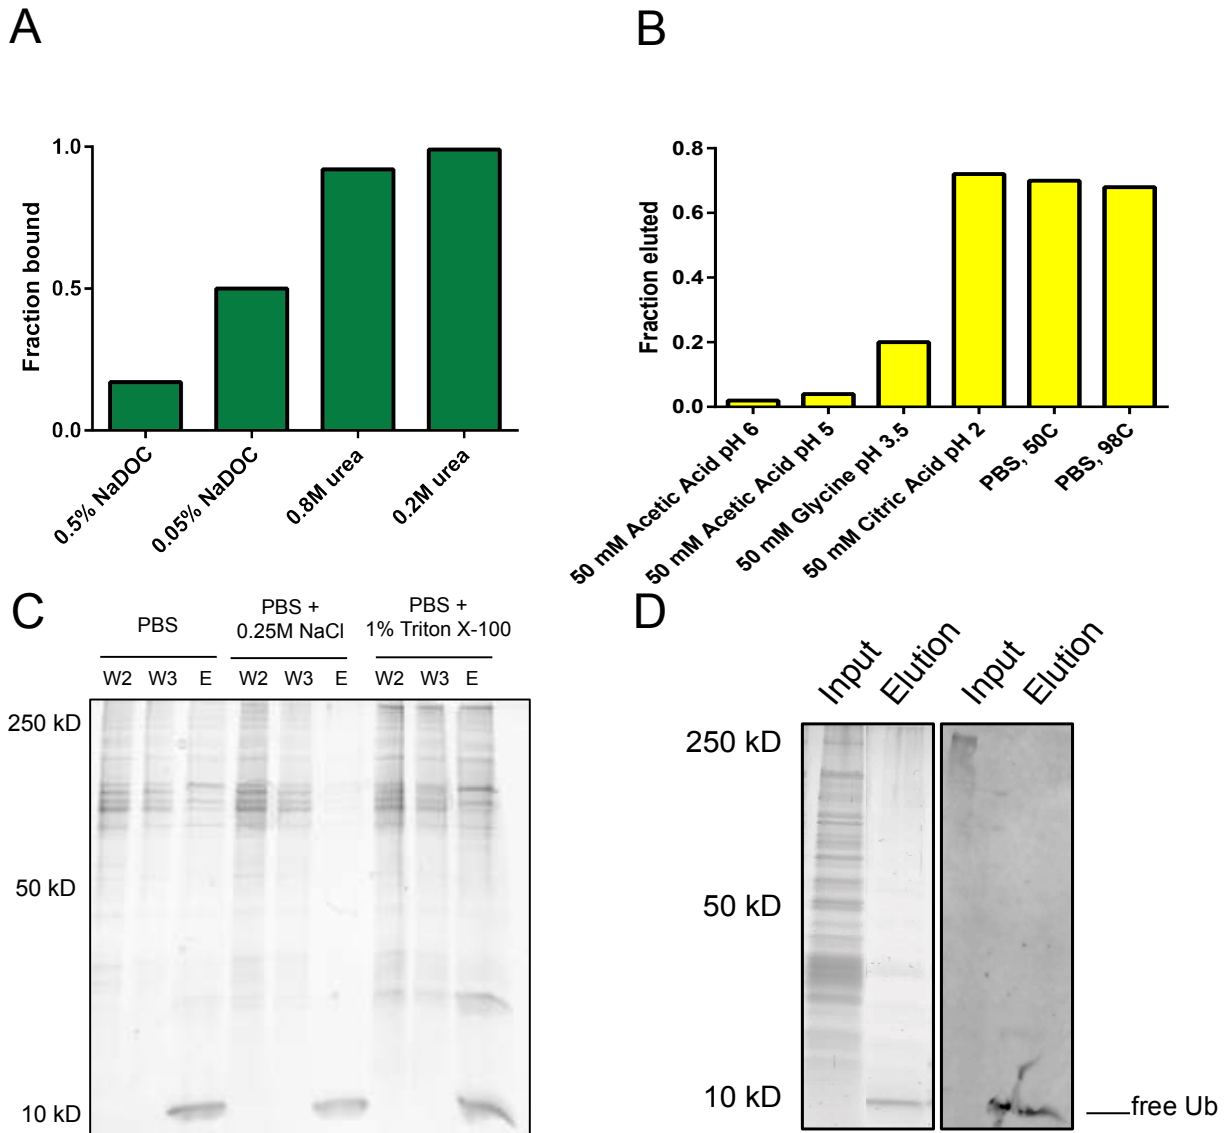 A
B
1.0
0.5
0.0
Fraction bound
0.5% NaDOC
0.05% NaDOC
0.8M urea
0.2M urea
0.8
0.6
0.4
0.2
0.0
Fraction eluted
50 mM Acetic Acid pH 6
50 mM Acetic Acid pH 5
50 mM Glycine pH 3.5
50 mM Citric Acid pH 2
PBS, 50C
PBS, 98C
C
PBS
PBS +
0.25M NaCl
PBS +
1% Triton X-100
W2 W3 E W2 W3 E W2 W3 E
250 kD
50 kD
10 kD
D
Input Elution Input Elution
250 kD
50 kD
10 kD
free Ub